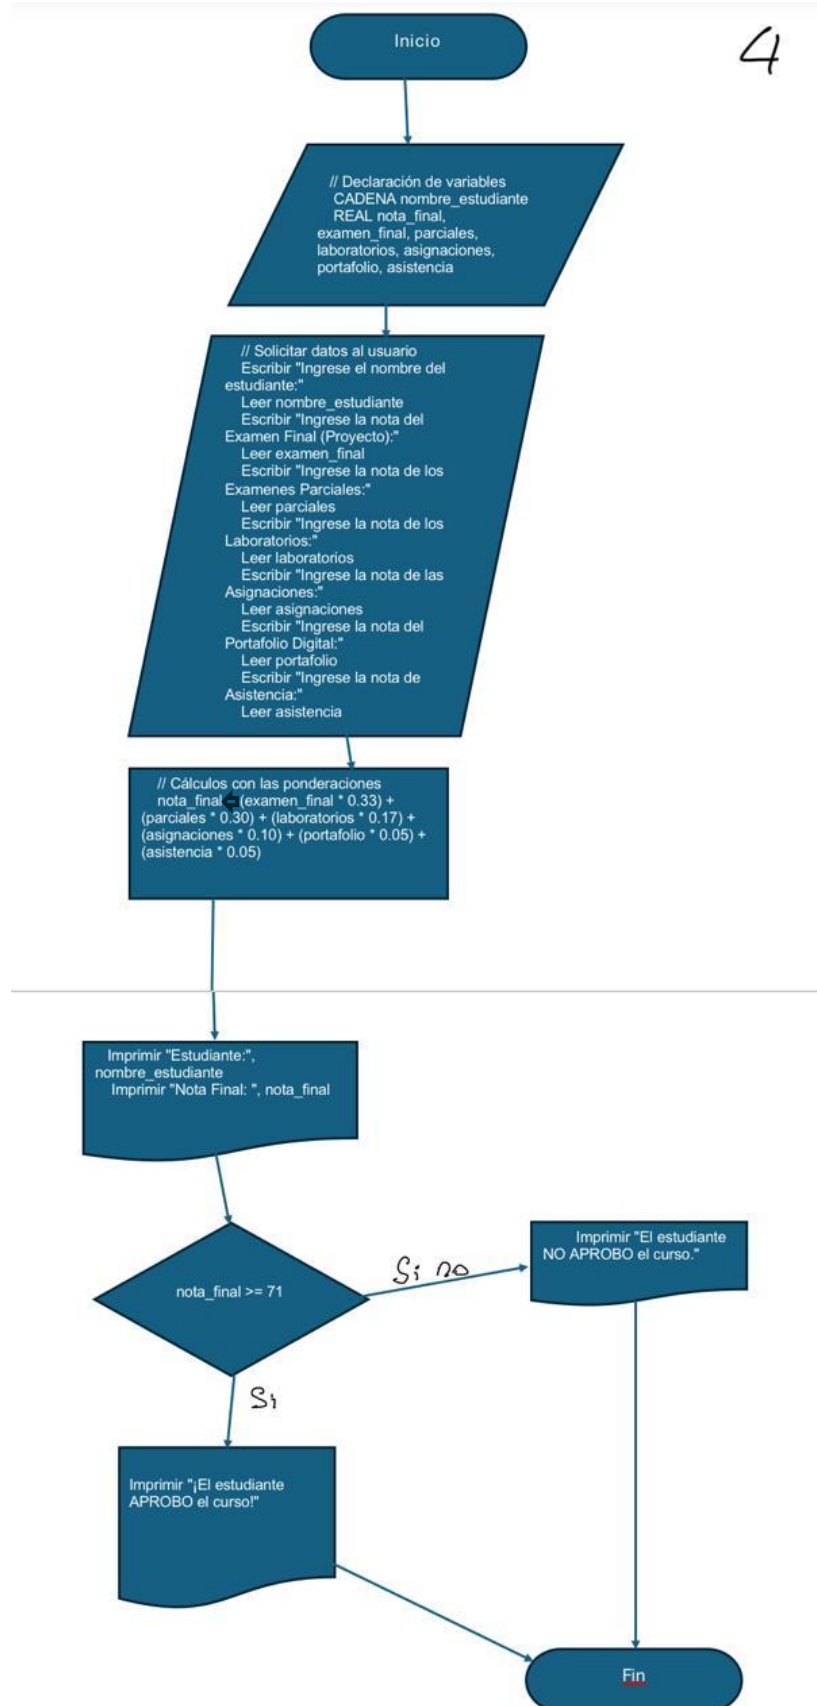 Inicio
4
// Declaración de variables
CADENA nombre_estudiante
REAL nota_final,
examen_final, parciales,
laboratorios, asignaciones,
portafolio, asistencia
// Solicitar datos al usuario
Escribir "Ingrese el nombre del
estudiante:"
Leer nombre_estudiante
Escribir "Ingrese la nota del
Examen Final (Proyecto):"
Leer examen_final
Escribir "Ingrese la nota de los
Examenes Parciales:"
Leer parciales
Escribir "Ingrese la nota de los
Laboratorios:"
Leer laboratorios
Escribir "Ingrese la nota de las
Asignaciones:"
Leer asignaciones
Escribir "Ingrese la nota del
Portafolio Digital:"
Leer portafolio
Escribir "Ingrese la nota de
Asistencia:"
Leer asistencia
// Cálculos con las ponderaciones
nota_final (examen_final * 0.33) +
(parciales * 0.30) + (laboratorios * 0.17) +
(asignaciones * 0.10) + (portafolio * 0.05) +
(asistencia * 0.05)
Imprimir "Estudiante:",
nombre_estudiante
Imprimir "Nota Final: ", nota_final
nota_final >= 71
Si no
Imprimir "El estudiante
NO APROBO el curso."
Si
Imprimir "¡El estudiante
APROBO el curso!"
Fin